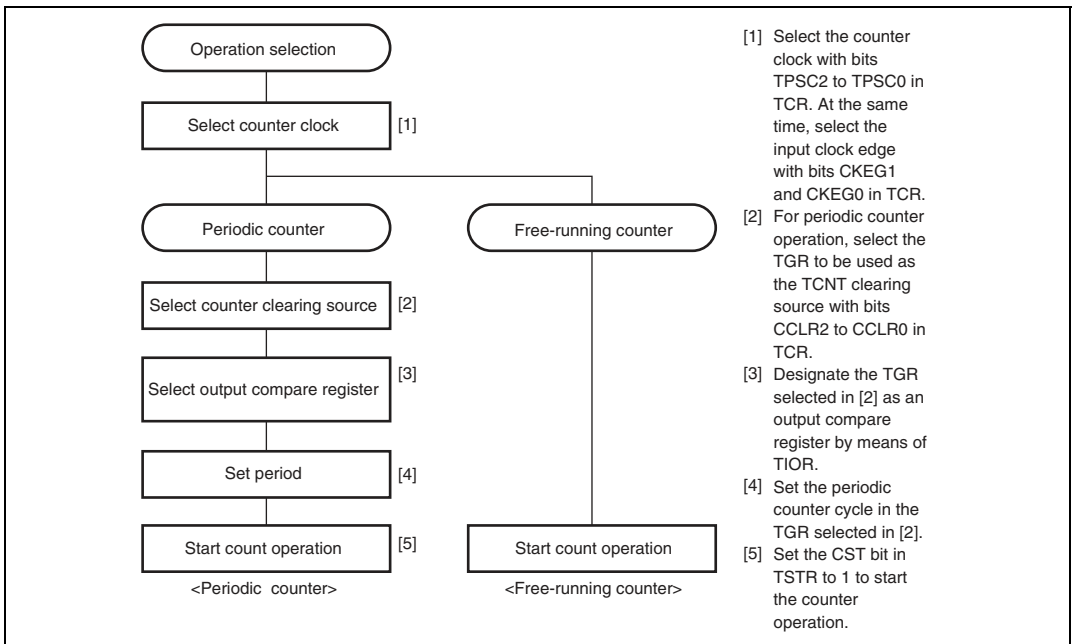 Operation selection
Select counter clock
[1]
Periodic counter
Free-running counter
Select counter clearing source
[2]
Select output compare register
[3]
Set period
[4]
Start count operation
[5]
Start count operation
<Periodic counter>
<Free-running counter>
[1] Select the counter
clock with bits
TPSC2 to TPSC0 in
TCR. At the same
time, select the
input clock edge
with bits CKEG1
and CKEG0 in TCR.
[2] For periodic counter
operation, select the
TGR to be used as
the TCNT clearing
source with bits
CCLR2 to CCLR0 in
TCR.
[3] Designate the TGR
selected in [2] as an
output compare
register by means of
TIOR.
[4] Set the periodic
counter cycle in the
TGR selected in [2].
[5] Set the CST bit in
TSTR to 1 to start
the counter
operation.